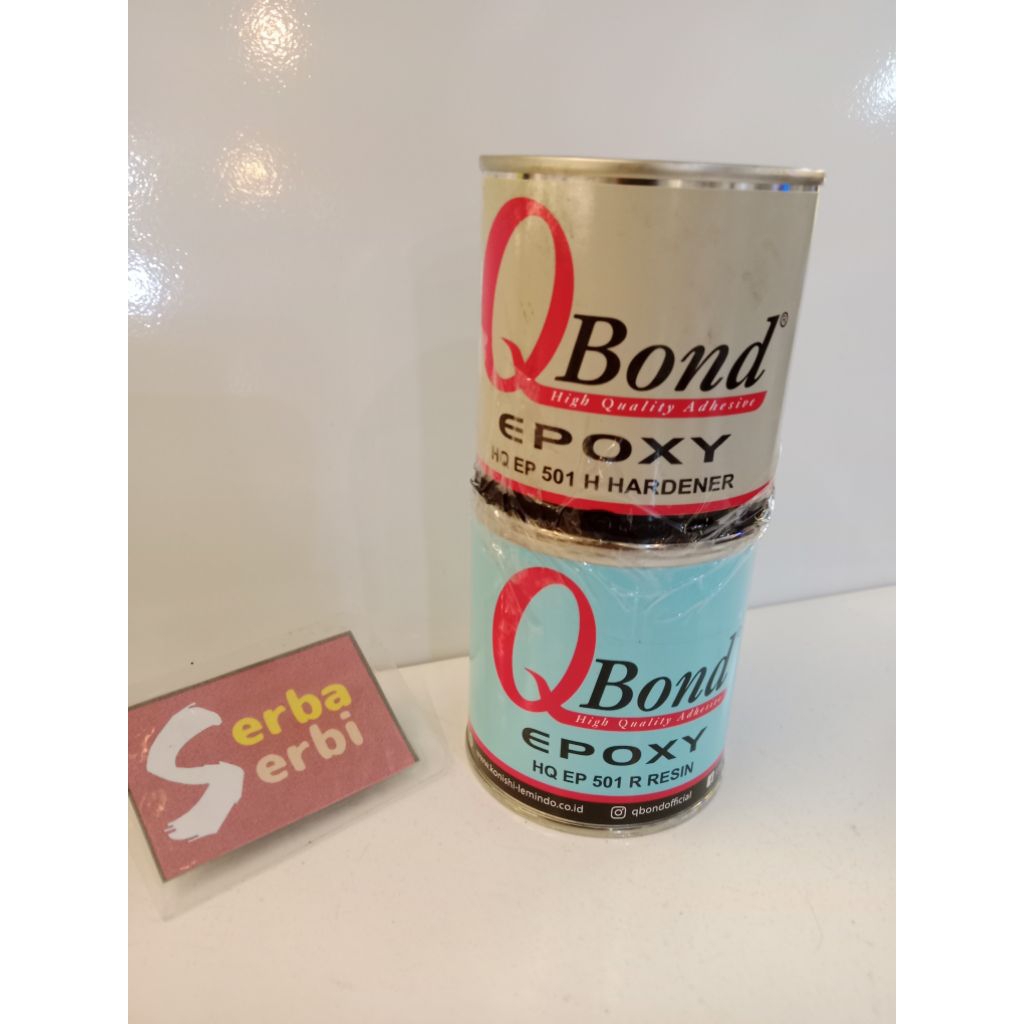 QBond®
High Quality Adhesive
EPOXY
HQ EP 501 H HARDENER
QBond
High Quality Adhesive
EPOXY
HQ EP 501 R RESIN
www.konishi-lemindo.co.id
qbondofficial
Serba
Serbi